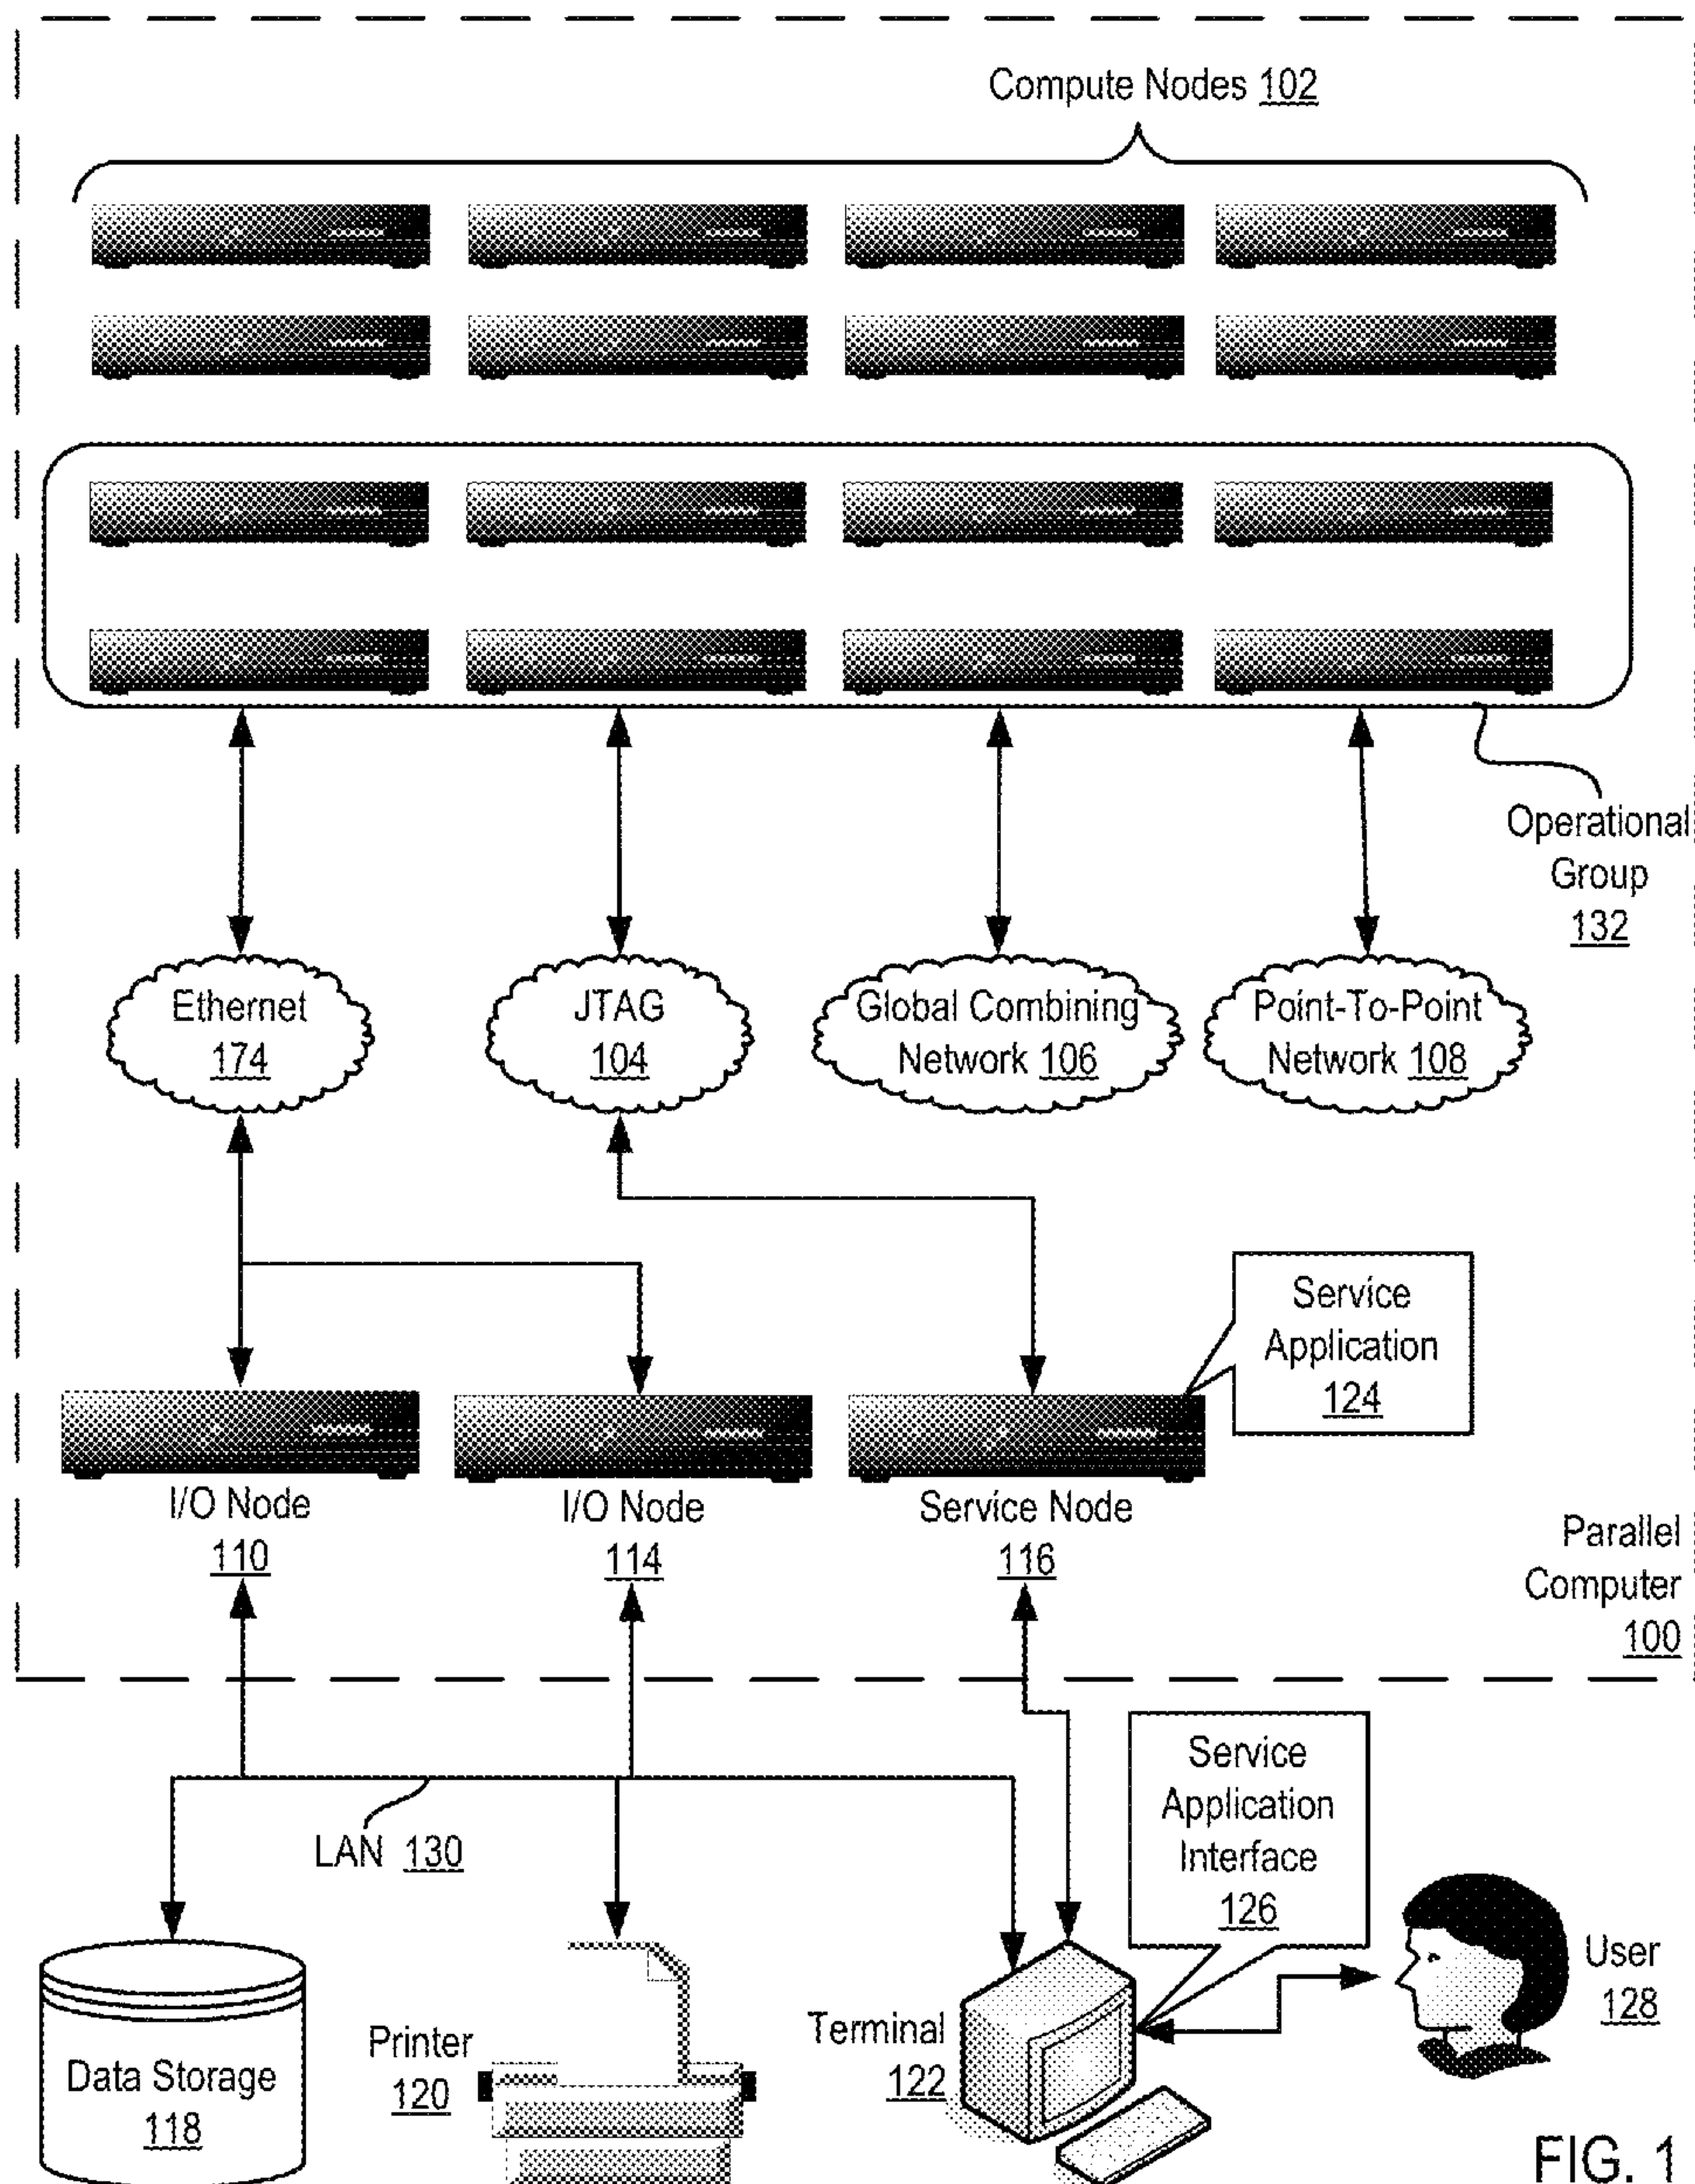 Compute Nodes 102
Operational
Group
132
Ethernet
174
JTAG
104
Global Combining
Network 106
Point-To-Point
Network 108
Service
Application
124
I/O Node
110
I/O Node
114
Service Node
116
Parallel
Computer
100
Service
Application
Interface
126
LAN 130
Data Storage
118
Printer
120
Terminal
122
User
128
FIG. 1